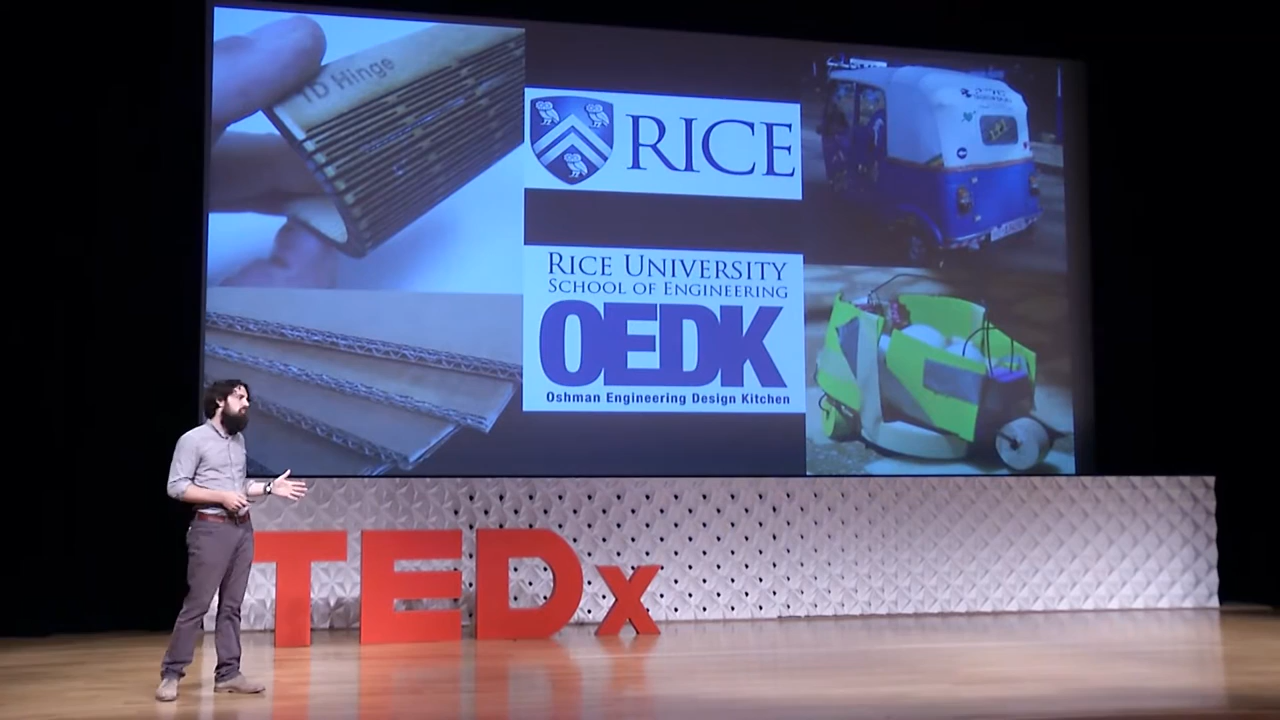 1D Hinge
RICE
RICE UNIVERSITY
SCHOOL OF ENGINEERING
OEDK
Oshman Engineering Design Kitchen
TEDx